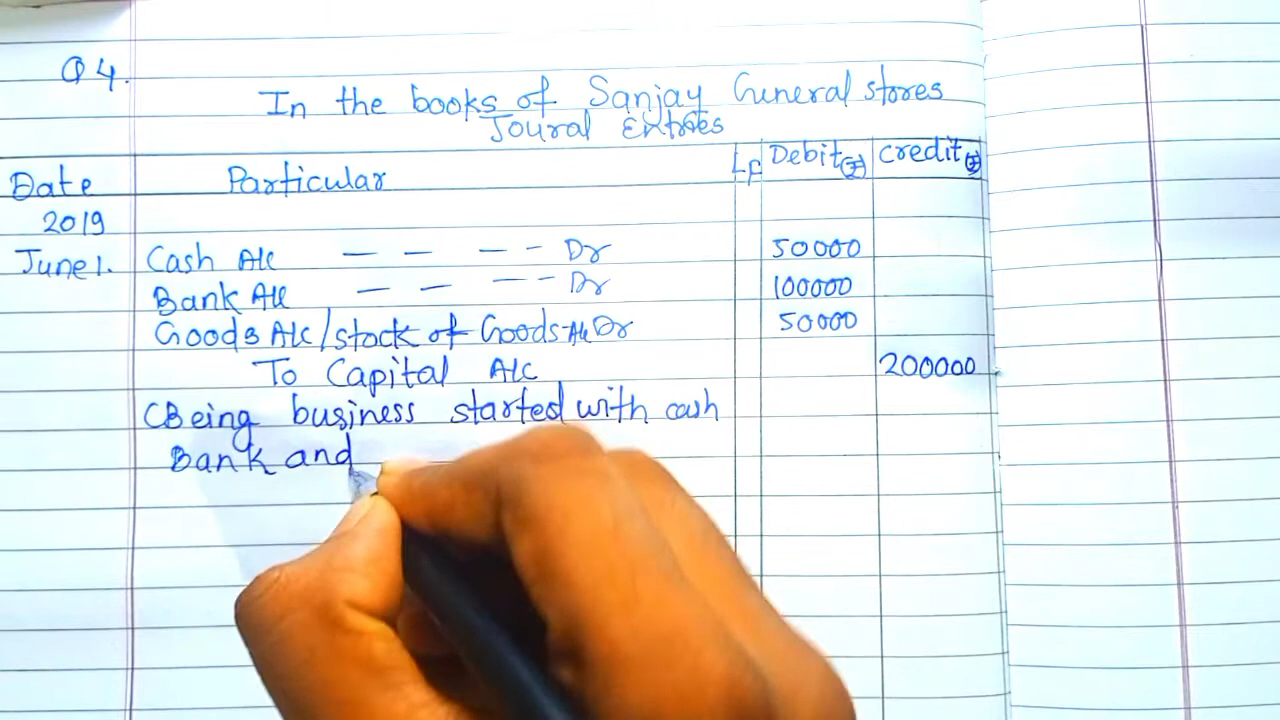 Q 4.
In the books of Sanjay General stores
Joural Entries
Date Particular Lf Debit(₹) credit(₹)
2019
June 1. Cash A/c — — — – Dr 50000
Bank A/c — — — – Dr 100000
Goods A/c/stock of Goods A/c Dr 50000
To Capital A/c 200000
(Being business started with cash
Bank and